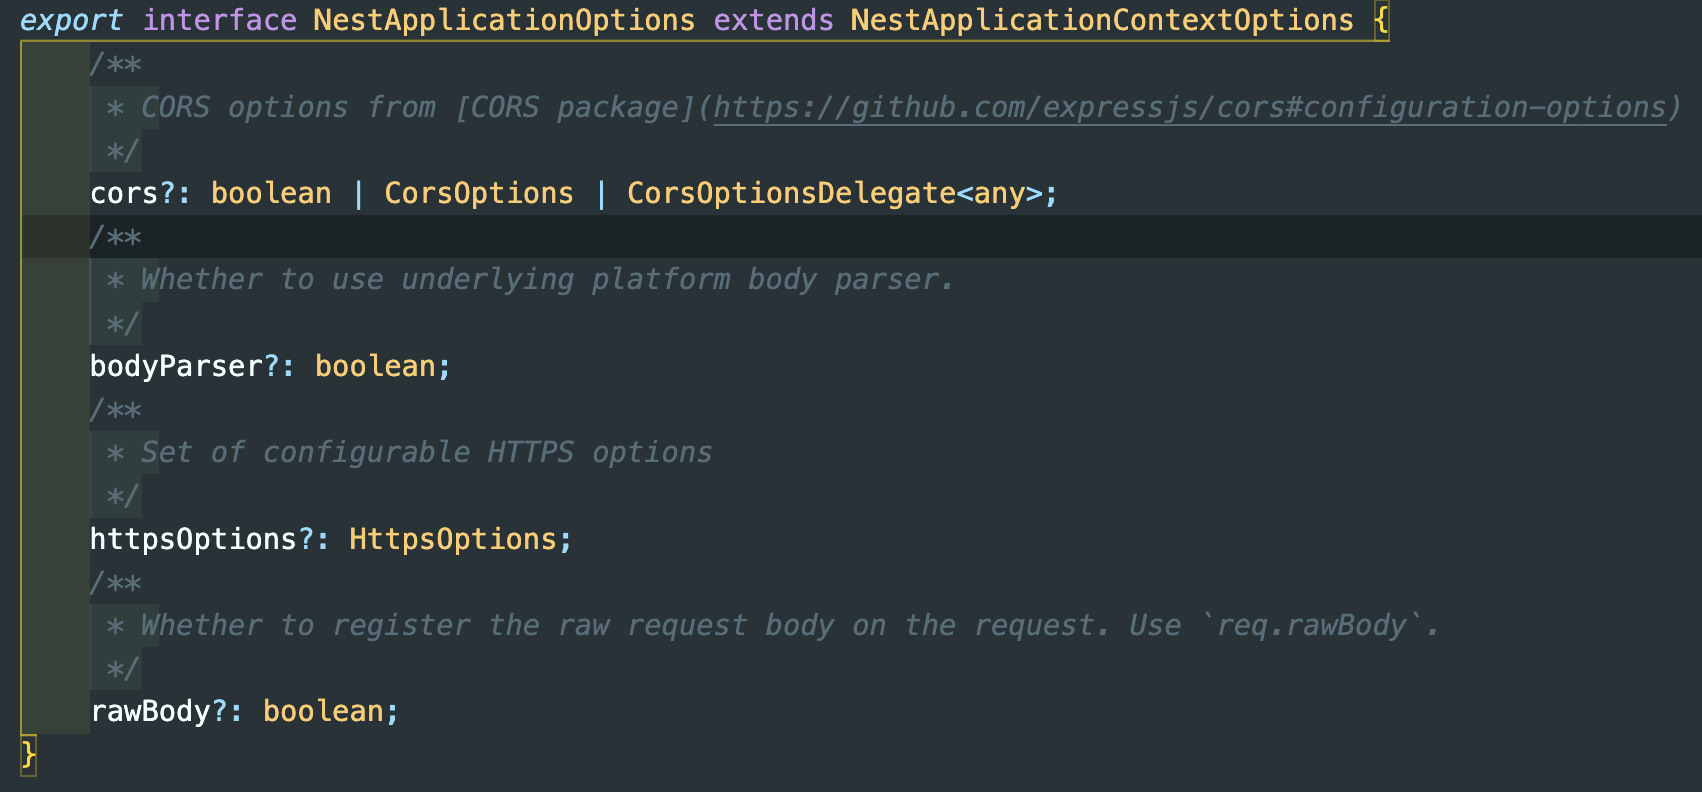 export interface NestApplicationOptions extends NestApplicationContextOptions {
/**
* CORS options from [CORS package](https://github.com/expressjs/cors#configuration-options)
*/
cors?: boolean | CorsOptions | CorsOptionsDelegate<any>;
/**
* Whether to use underlying platform body parser.
*/
bodyParser?: boolean;
/**
* Set of configurable HTTPS options
*/
httpsOptions?: HttpsOptions;
/**
* Whether to register the raw request body on the request. Use `req.rawBody`.
*/
rawBody?: boolean;
}